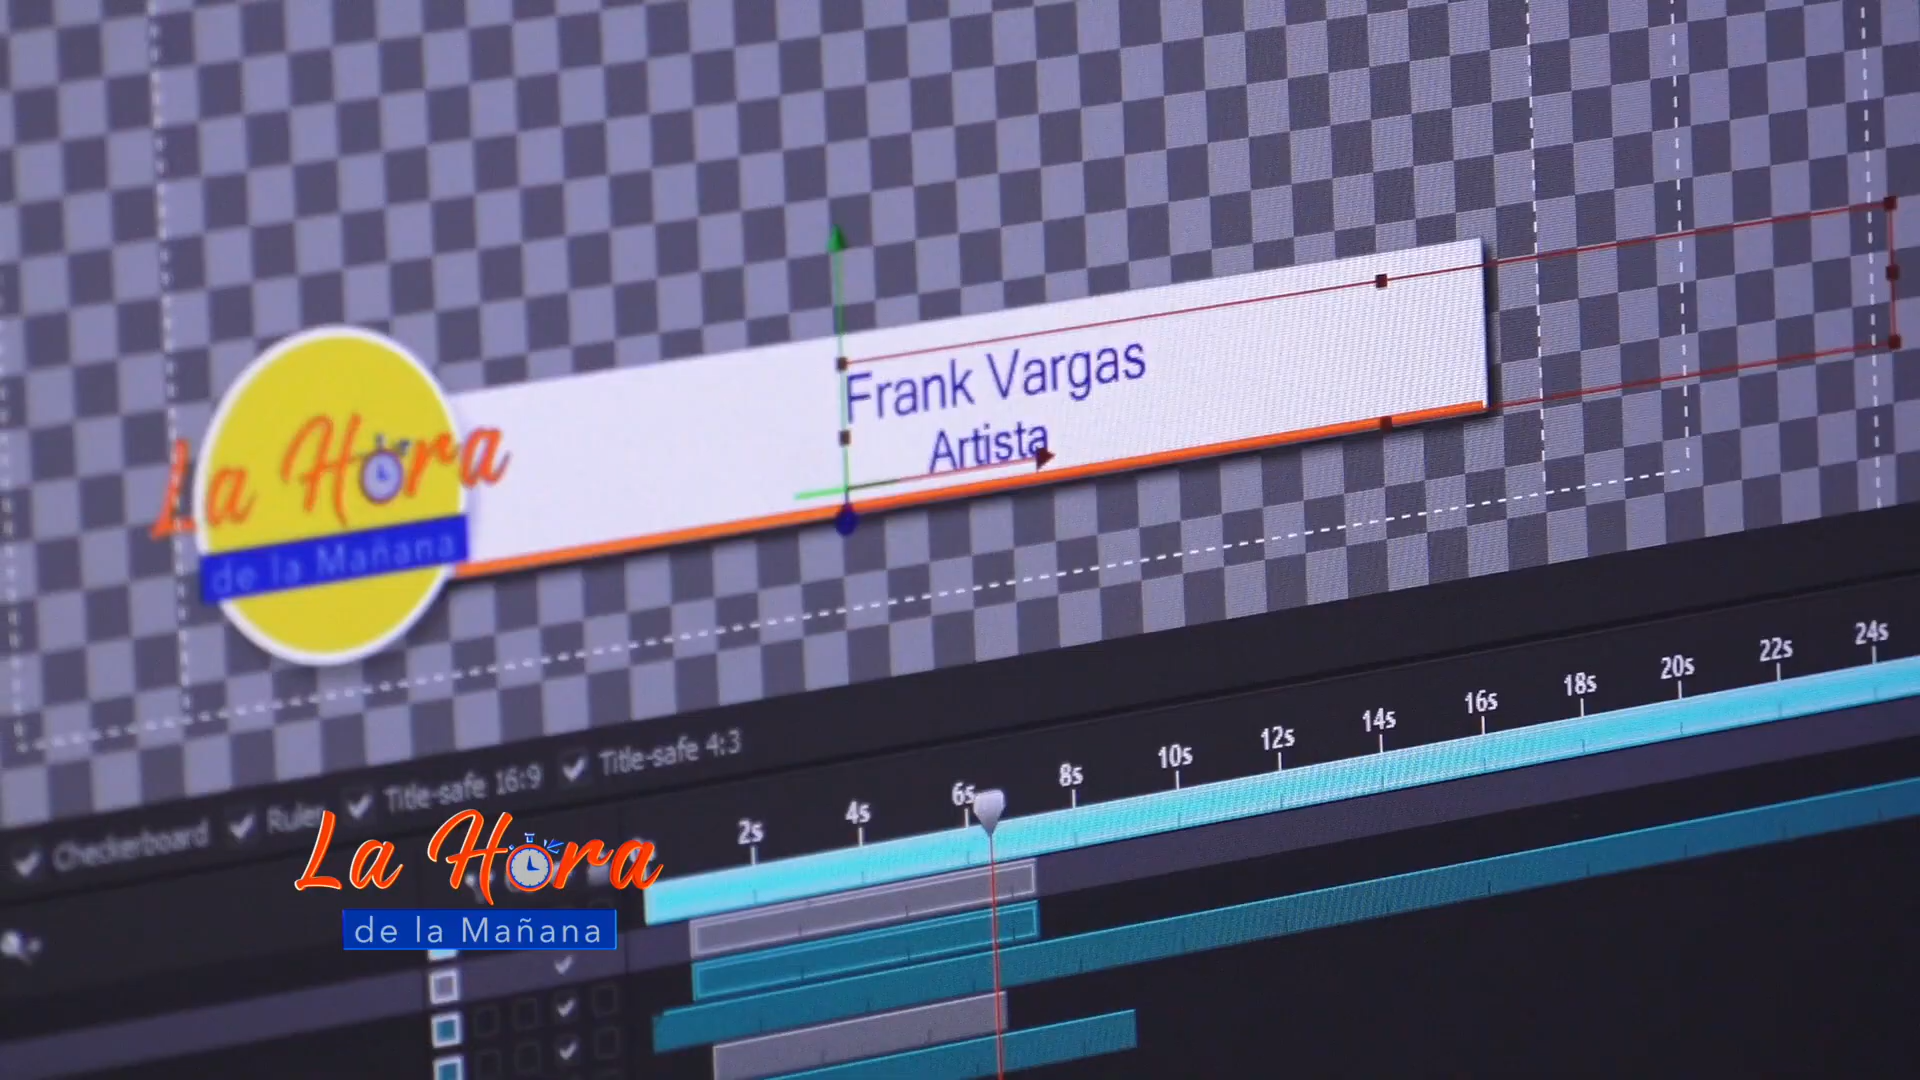 Frank Vargas
Artista
La Hora
de la Mañana
24s
22s
20s
18s
16s
14s
12s
10s
8s
6s
4s
2s
Title-safe 4:3
Title-safe 16:9
Ruler
Checkerboard
La Hora
de la Mañana